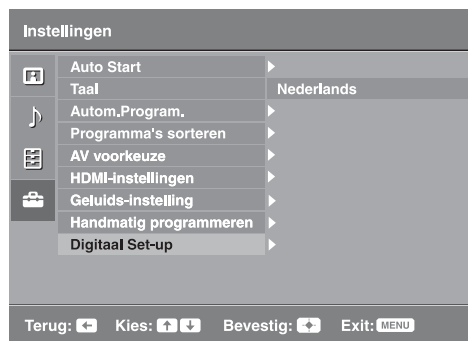 Instellingen
Auto Start
Taal Nederlands
Autom.Program.
Programma's sorteren
AV voorkeuze
HDMI-instellingen
Geluids-instelling
Handmatig programmeren
Digitaal Set-up
Terug: Kies: Bevestig: Exit: MENU